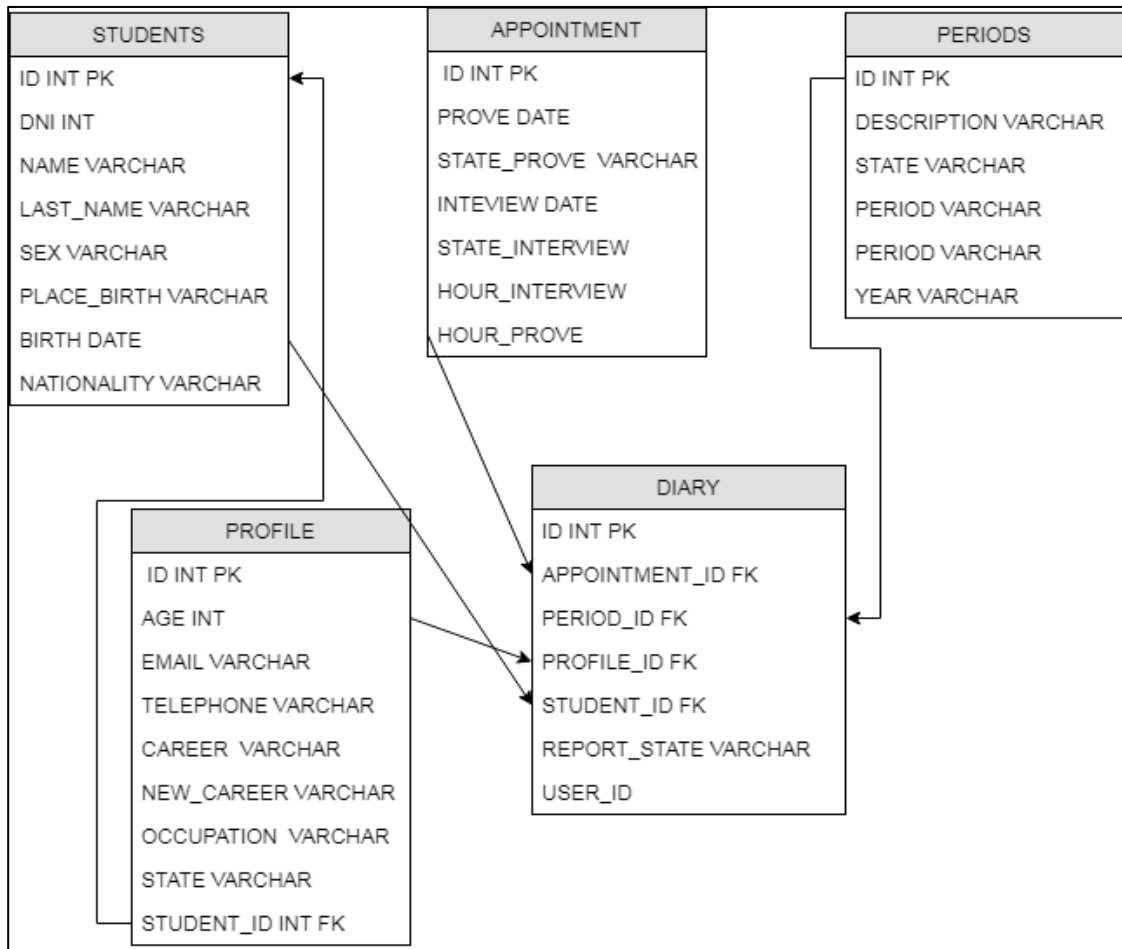 STUDENTS
ID INT PK
DNI INT
NAME VARCHAR
LAST_NAME VARCHAR
SEX VARCHAR
PLACE_BIRTH VARCHAR
BIRTH DATE
NATIONALITY VARCHAR
APPOINTMENT
ID INT PK
PROVE DATE
STATE_PROVE VARCHAR
INTEVIEW DATE
STATE_INTERVIEW
HOUR_INTERVIEW
HOUR_PROVE
PERIODS
ID INT PK
DESCRIPTION VARCHAR
STATE VARCHAR
PERIOD VARCHAR
PERIOD VARCHAR
YEAR VARCHAR
PROFILE
ID INT PK
AGE INT
EMAIL VARCHAR
TELEPHONE VARCHAR
CAREER VARCHAR
NEW_CAREER VARCHAR
OCCUPATION VARCHAR
STATE VARCHAR
STUDENT_ID INT FK
DIARY
ID INT PK
APPOINTMENT_ID FK
PERIOD_ID FK
PROFILE_ID FK
STUDENT_ID FK
REPORT_STATE VARCHAR
USER_ID